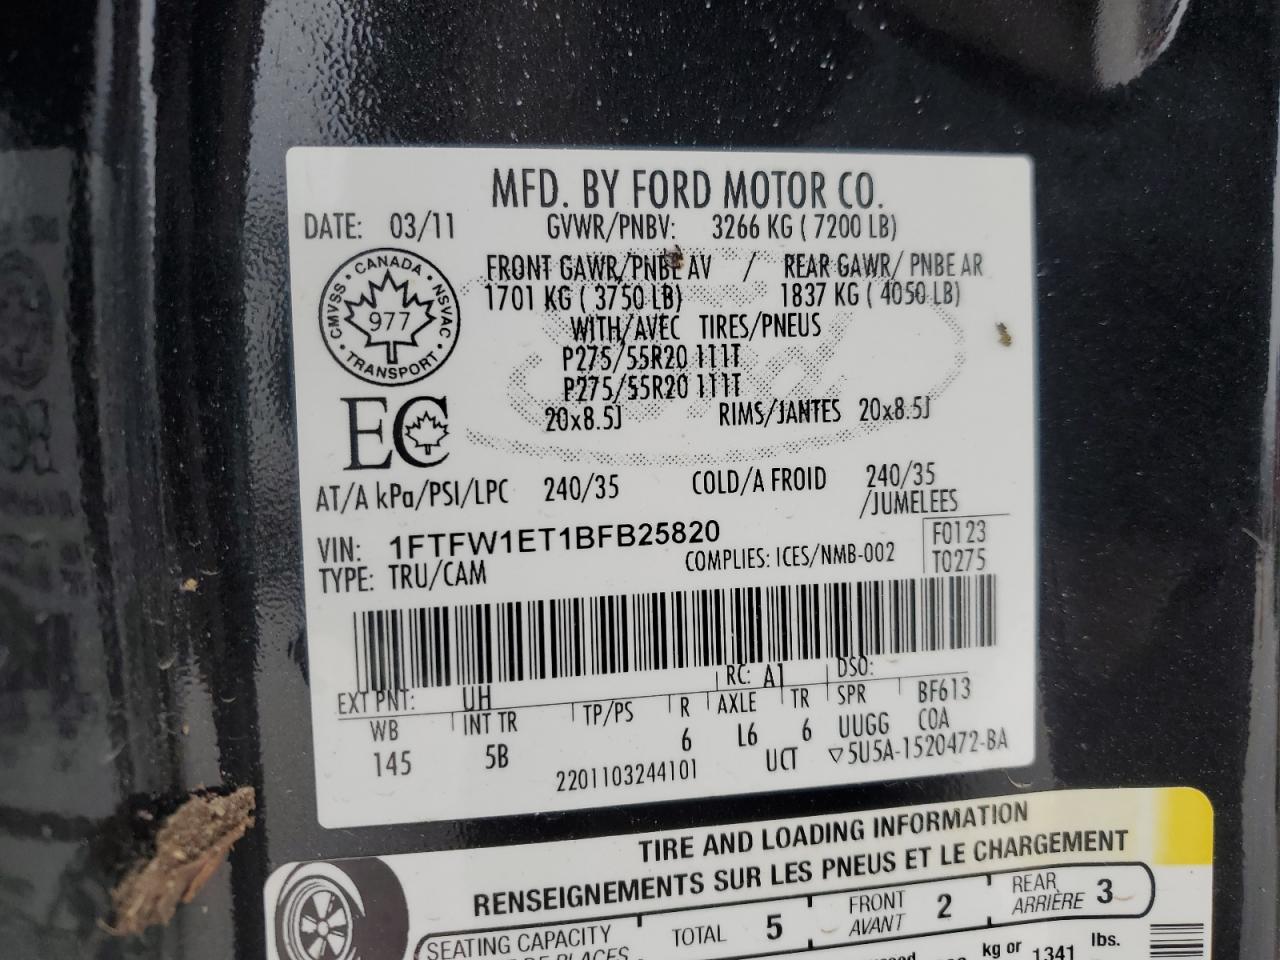 MFD. BY FORD MOTOR CO.
DATE: 03/11 GVWR/PNBV: 3266 KG ( 7200 LB)
FRONT GAWR/PNBE AV / REAR GAWR/ PNBE AR
1701 KG ( 3750 LB) 1837 KG ( 4050 LB)
WITH/AVEC TIRES/PNEUS
P275/55R20 111T
P275/55R20 111T
20x8.5J RIMS/JANTES 20x8.5J
CANADA · NSVAC · TRANSPORT · CMVSS ·
977
EC
AT/A kPa/PSI/LPC 240/35 COLD/A FROID 240/35
/JUMELEES
VIN: 1FTFW1ET1BFB25820 F0123
TYPE: TRU/CAM COMPLIES: ICES/NMB-002 T0275
RC: A1 DSO:
EXT PNT: UH BF613
WB INT TR TP/PS R AXLE TR SPR COA
145 5B 6 L6 6 UUGG
2201103244101 UCT ▽5U5A-1520472-BA
TIRE AND LOADING INFORMATION
RENSEIGNEMENTS SUR LES PNEUS ET LE CHARGEMENT
SEATING CAPACITY TOTAL 5 FRONT AVANT 2 REAR ARRIÈRE 3
DE PLACES
kg or 1341 lbs.